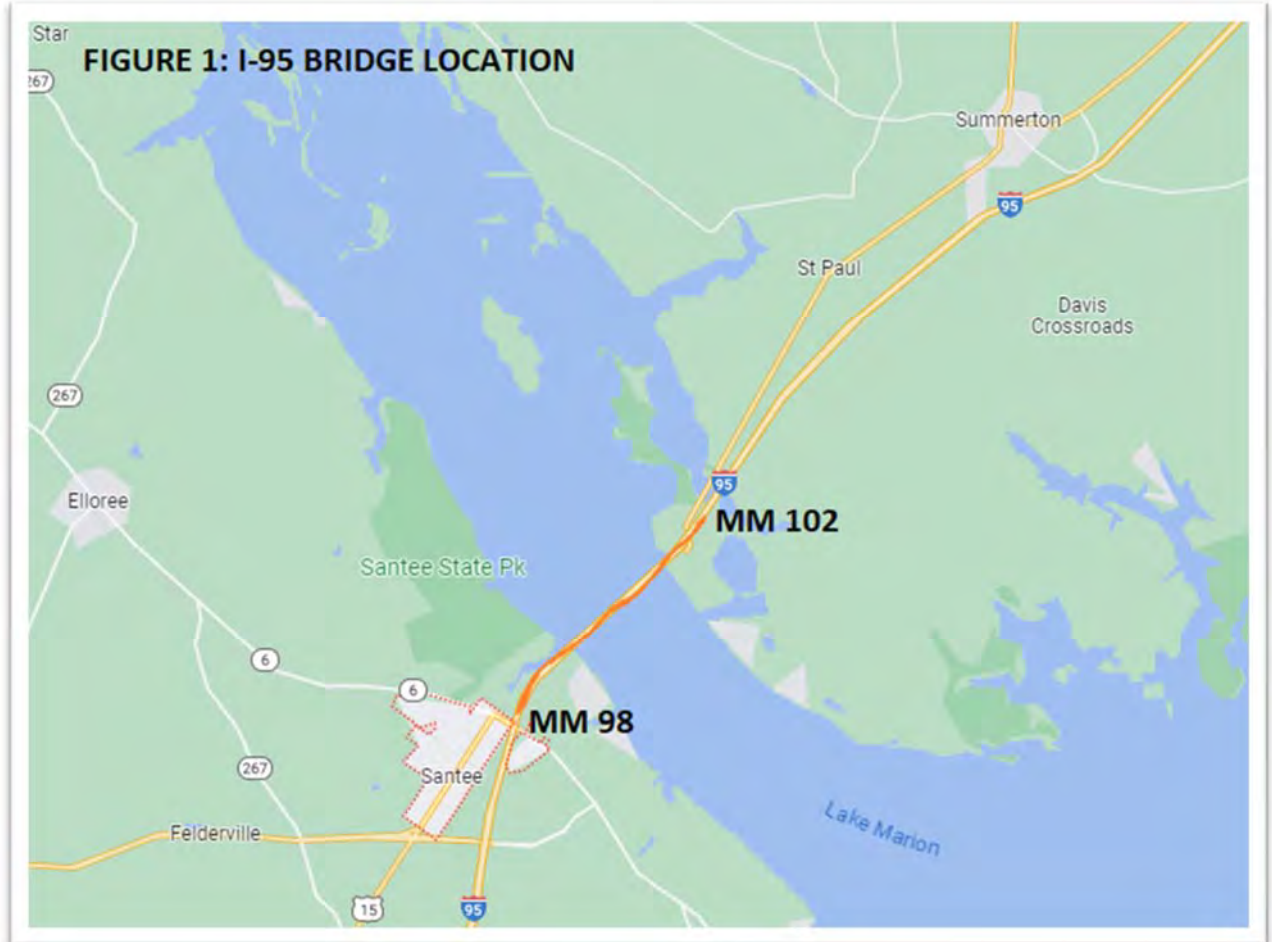 Star
FIGURE 1: I-95 BRIDGE LOCATION
267
Summerton
95
St Paul
Davis
Crossroads
267
95
Elloree
MM 102
Santee State Pk
6
6
MM 98
267
Santee
Lake Marion
Felderville
15
95